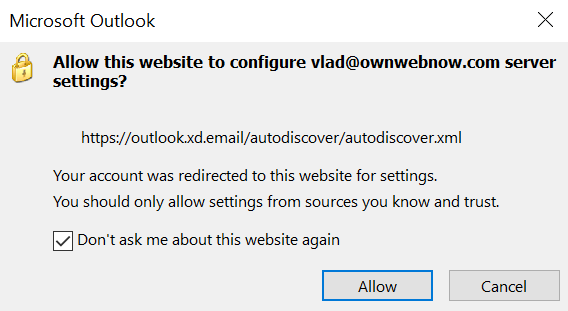 Microsoft Outlook
Allow this website to configure vlad@ownwebnow.com server
settings?
https://outlook.xd.email/autodiscover/autodiscover.xml
Your account was redirected to this website for settings.
You should only allow settings from sources you know and trust.
Don't ask me about this website again
Allow
Cancel